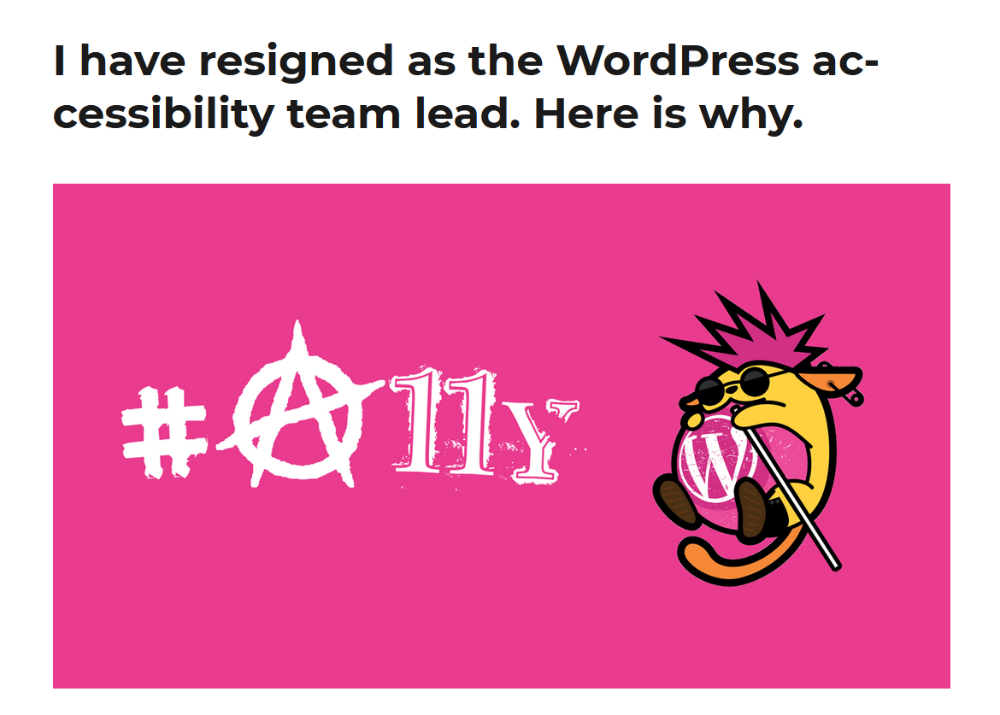 I have resigned as the WordPress ac-
cessibility team lead. Here is why.
#A11Y
W